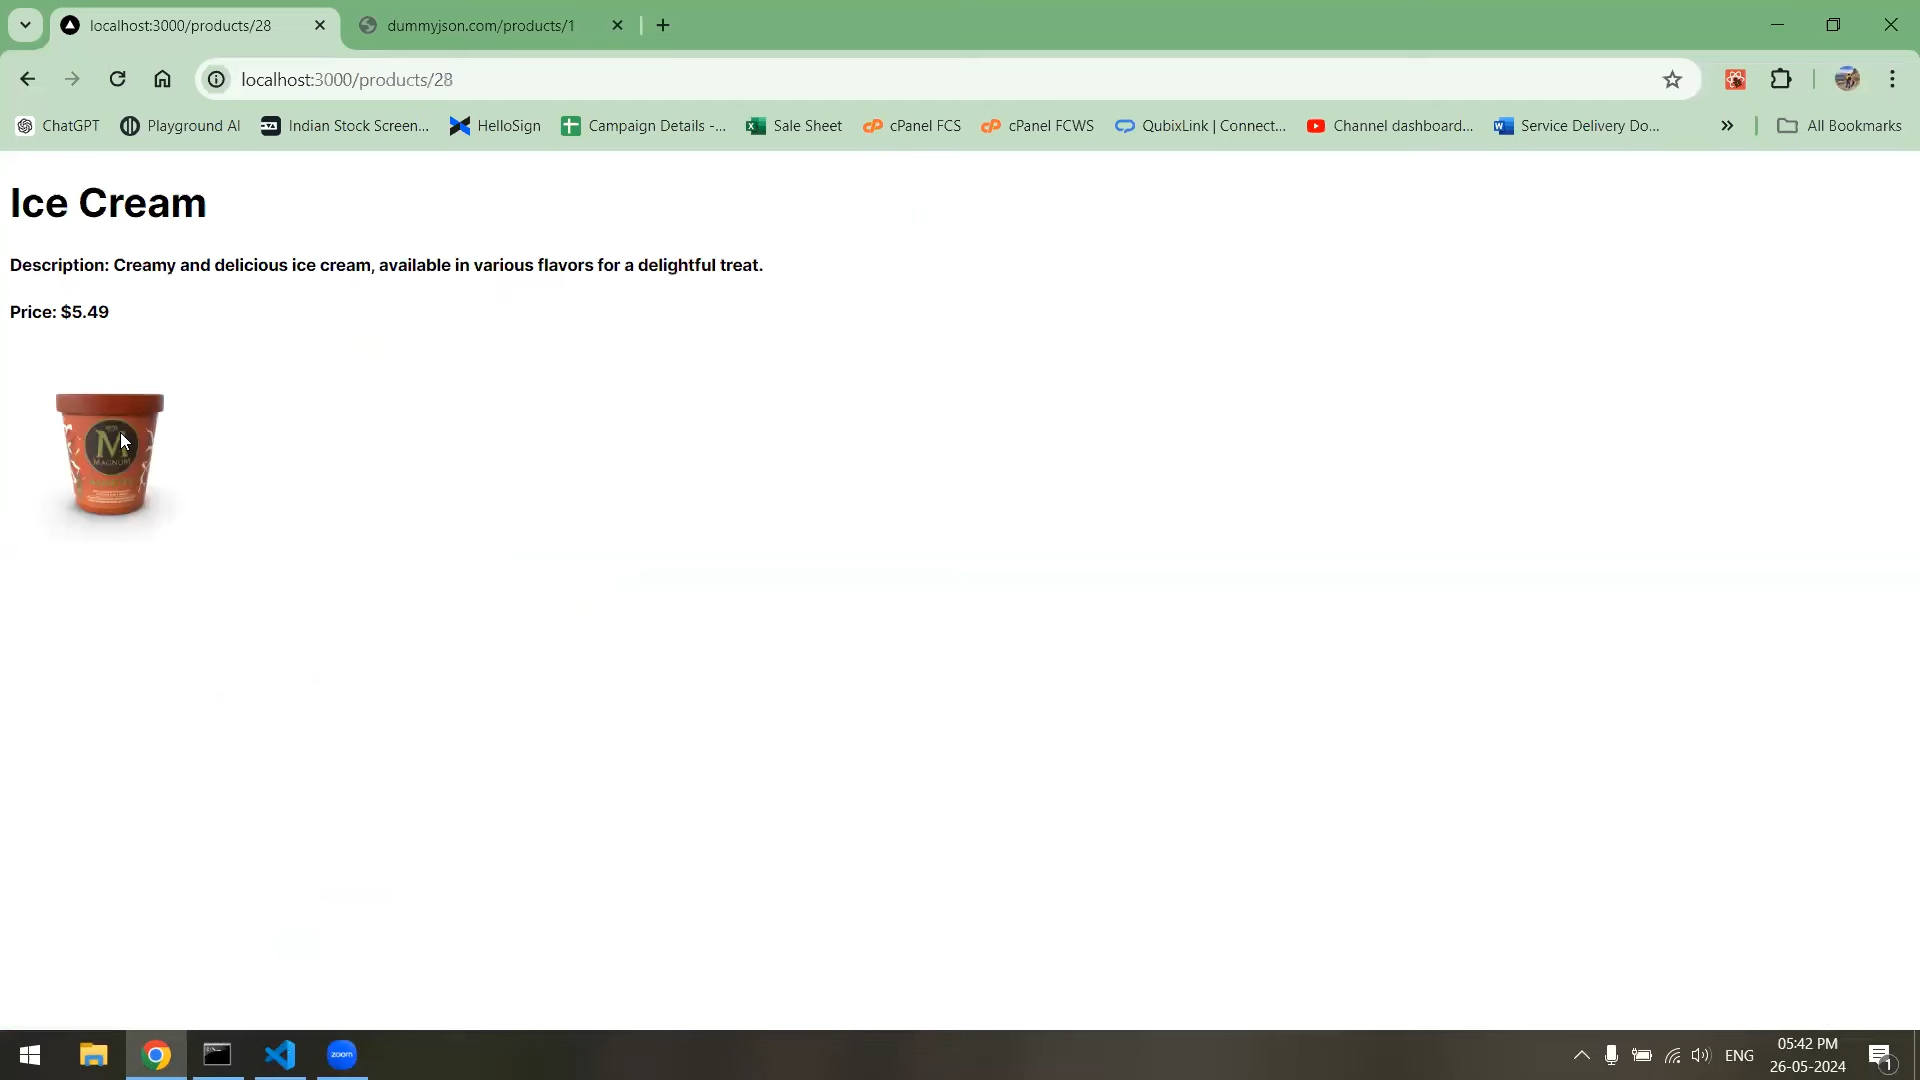 localhost:3000/products/28
dummyjson.com/products/1
localhost:3000/products/28
ChatGPT
Playground AI
Indian Stock Screen...
HelloSign
Campaign Details -...
Sale Sheet
cPanel FCS
cPanel FCWS
QubixLink | Connect...
Channel dashboard...
Service Delivery Do...
All Bookmarks
Ice Cream
Description: Creamy and delicious ice cream, available in various flavors for a delightful treat.
Price: $5.49
M
MAGNUM
zoom
ENG
05:42 PM
26-05-2024
1